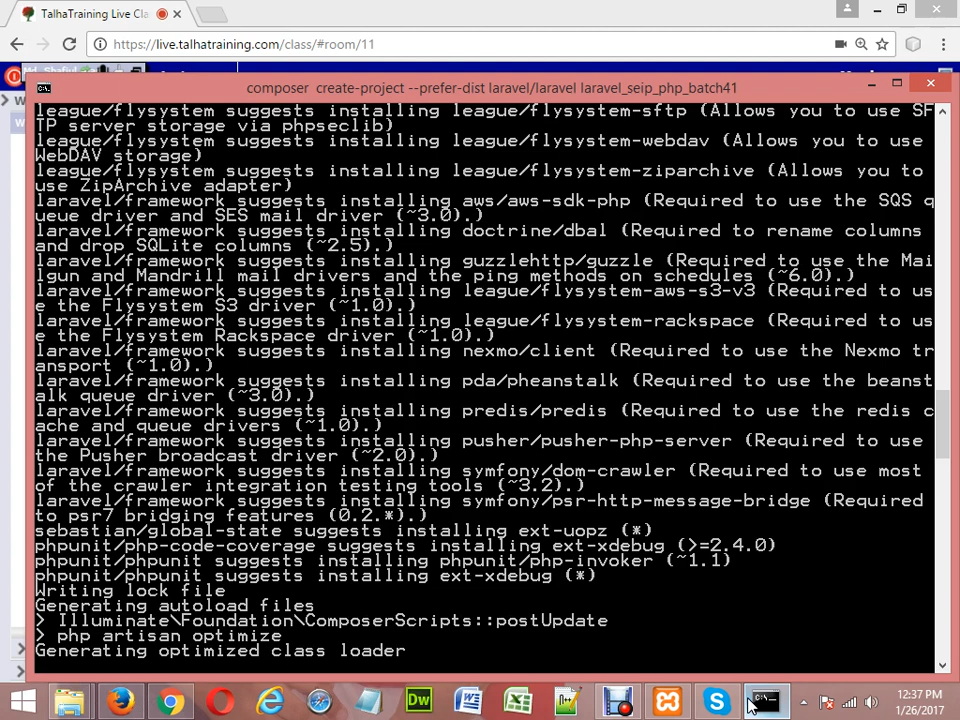 TalhaTraining Live Cla
https://live.talhatraining.com/class/#room/11
composer  create-project --prefer-dist laravel/laravel laravel_seip_php_batch41
league/flysystem suggests installing league/flysystem-sftp (Allows you to use SF
TP server storage via phpseclib)
league/flysystem suggests installing league/flysystem-webdav (Allows you to use
WebDAV storage)
league/flysystem suggests installing league/flysystem-ziparchive (Allows you to
use ZipArchive adapter)
laravel/framework suggests installing aws/aws-sdk-php (Required to use the SQS q
ueue driver and SES mail driver (~3.0).)
laravel/framework suggests installing doctrine/dbal (Required to rename columns
and drop SQLite columns (~2.5).)
laravel/framework suggests installing guzzlehttp/guzzle (Required to use the Mai
lgun and Mandrill mail drivers and the ping methods on schedules (~6.0).)
laravel/framework suggests installing league/flysystem-aws-s3-v3 (Required to us
e the Flysystem S3 driver (~1.0).)
laravel/framework suggests installing league/flysystem-rackspace (Required to us
e the Flysystem Rackspace driver (~1.0).)
laravel/framework suggests installing nexmo/client (Required to use the Nexmo tr
ansport (~1.0).)
laravel/framework suggests installing pda/pheanstalk (Required to use the beanst
alk queue driver (~3.0).)
laravel/framework suggests installing predis/predis (Required to use the redis c
ache and queue drivers (~1.0).)
laravel/framework suggests installing pusher/pusher-php-server (Required to use
the Pusher broadcast driver (~2.0).)
laravel/framework suggests installing symfony/dom-crawler (Required to use most
of the crawler integration testing tools (~3.2).)
laravel/framework suggests installing symfony/psr-http-message-bridge (Required
to psr7 bridging features (0.2.*).)
sebastian/global-state suggests installing ext-uopz (*)
phpunit/php-code-coverage suggests installing ext-xdebug (>=2.4.0)
phpunit/phpunit suggests installing phpunit/php-invoker (~1.1)
phpunit/phpunit suggests installing ext-xdebug (*)
Writing lock file
Generating autoload files
> Illuminate\Foundation\ComposerScripts::postUpdate
> php artisan optimize
Generating optimized class loader
12:37 PM
1/26/2017